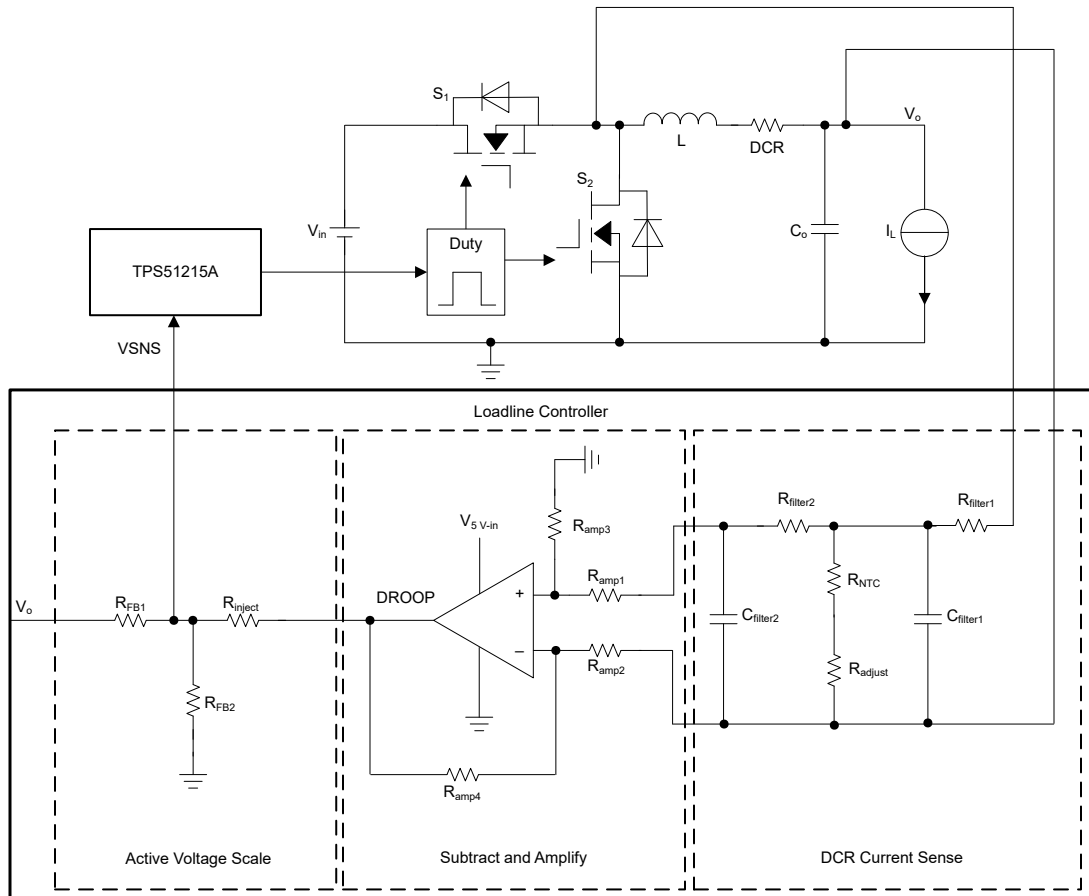 S1
Vo
L
DCR
S2
Vin
Duty
Co
IL
TPS51215A
VSNS
Loadline Controller
Rfilter2
Rfilter1
V5 V-in
Ramp3
RNTC
Ramp1
+
DROOP
Vo
RFB1
Rinject
Cfilter2
Cfilter1
–
Ramp2
Radjust
RFB2
Ramp4
Active Voltage Scale
Subtract and Amplify
DCR Current Sense